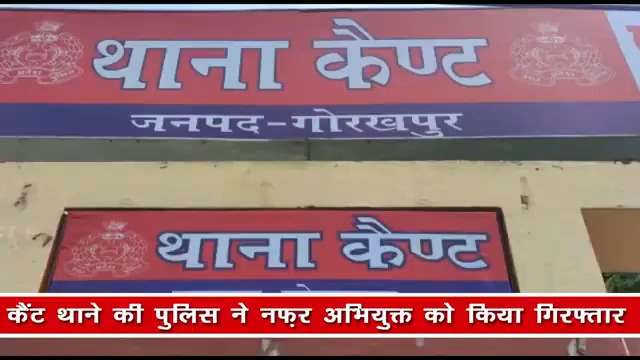 थाना कैण्ट
जनपद-गोरखपुर
थाना कैण्ट
कैंट थाने की पुलिस ने नफ़र अभियुक्त को किया गिरफ्तार